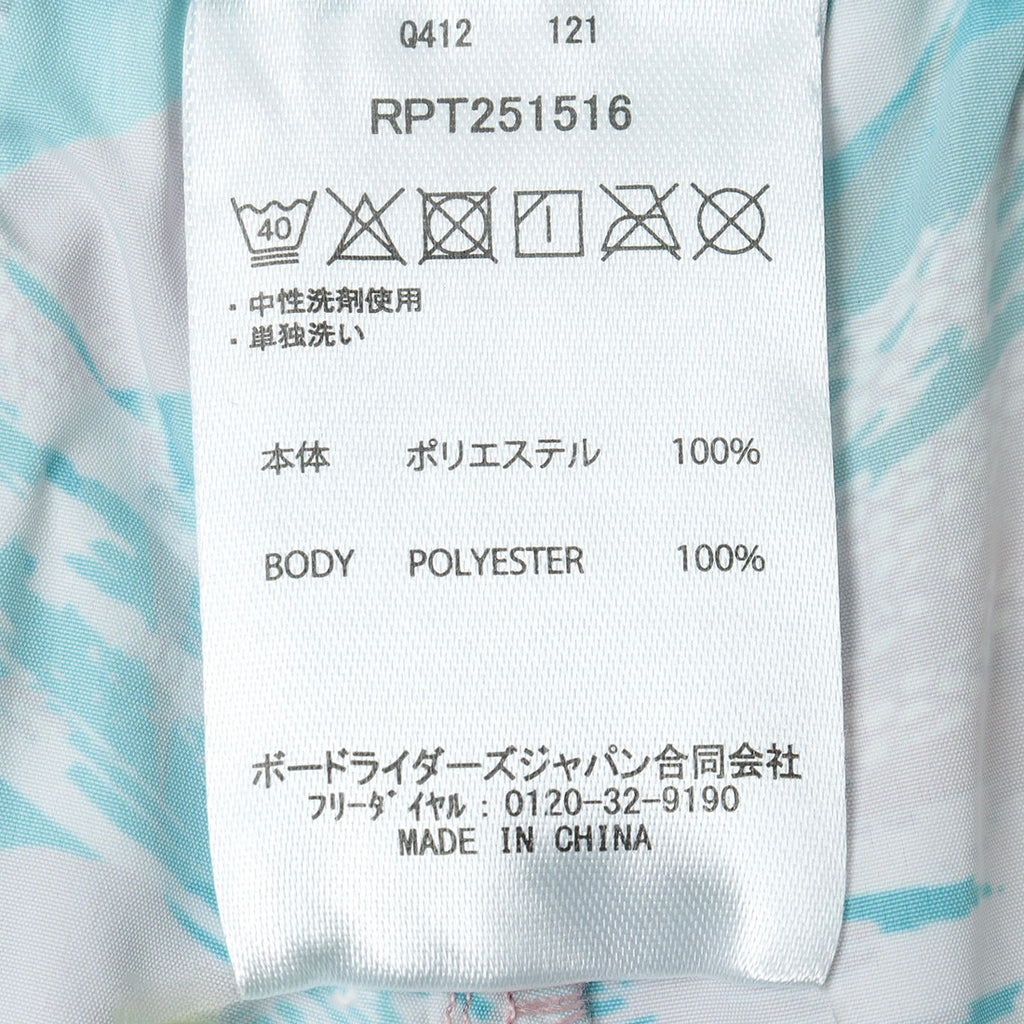 Q412 121
RPT251516
40
・中性洗剤使用
・単独洗い
本体 ポリエステル 100%
BODY POLYESTER 100%
ボードライダーズジャパン合同会社
フリーダイヤル : 0120-32-9190
MADE IN CHINA